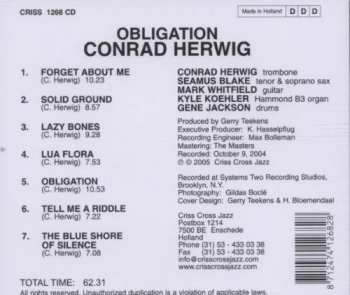 CRISS 1268 CD
Made in Holland D D D
OBLIGATION
CONRAD HERWIG
1. FORGET ABOUT ME
(C. Herwig) 10.23
2. SOLID GROUND
(C. Herwig) 8.57
3. LAZY BONES
(C. Herwig) 9.28
4. LUA FLORA
(C. Herwig) 7.53
5. OBLIGATION
(C. Herwig) 10.53
6. TELL ME A RIDDLE
(C. Herwig) 7.22
7. THE BLUE SHORE
OF SILENCE
(C. Herwig) 7.08
TOTAL TIME: 62.31
CONRAD HERWIG trombone
SEAMUS BLAKE tenor & soprano sax
MARK WHITFIELD guitar
KYLE KOEHLER Hammond B3 organ
GENE JACKSON drums
Produced by Gerry Teekens
Executive Producer: K. Hasselpflug
Recording Engineer: Max Bolleman
Mastering: The Masters
Recorded: October 9, 2004
℗ © 2005 Criss Cross Jazz
Recorded at Systems Two Recording Studios,
Brooklyn, N.Y.
Photography: Gildas Boclé
Cover Design: Gerry Teekens & H. Bloemendaal
Criss Cross Jazz
Postbox 1214
7500 BE Enschede
Holland
Phone (31) 53 - 433 03 38
Fax (31) 53 - 433 03 38
info@crisscrossjazz.com
www.crisscrossjazz.com
8712474126828
All rights reserved. Unauthorized duplication is a violation of applicable laws.